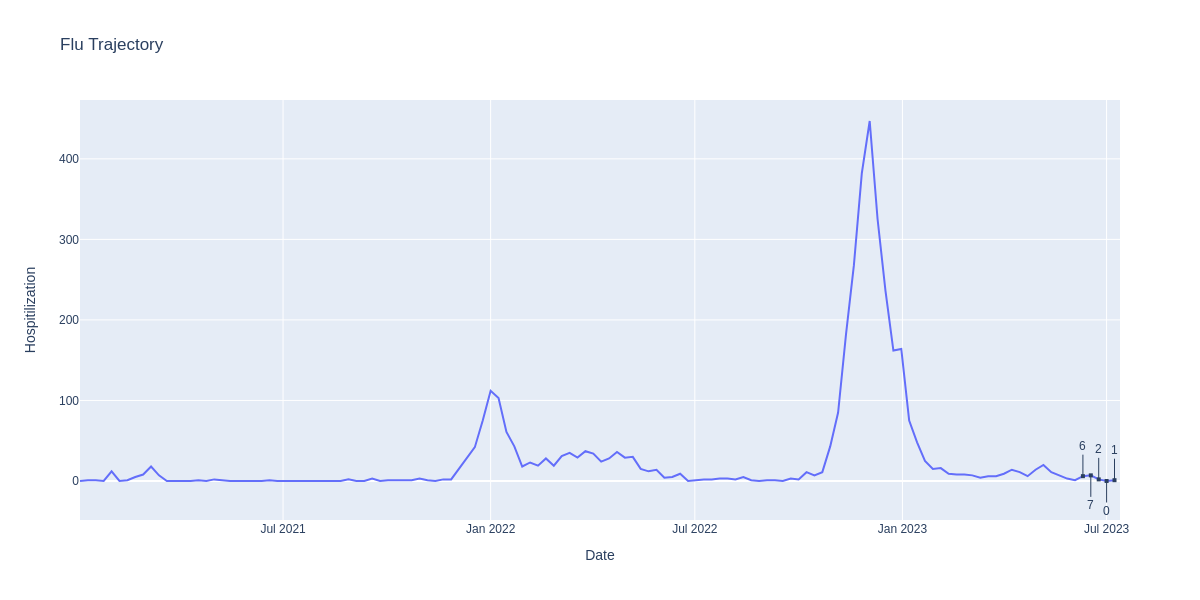 Flu Trajectory
400
300
200
100
0
Hospitilization
Jul 2021
Jan 2022
Jul 2022
Jan 2023
Jul 2023
Date
6
7
2
0
1